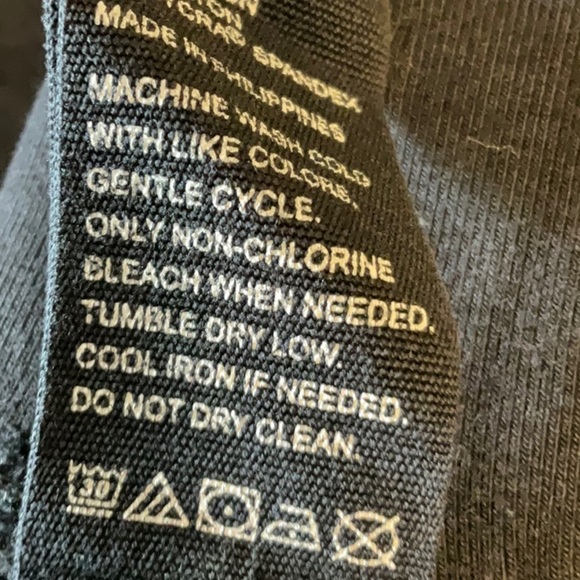 SPANDEX
MADE IN PHILIPPINES
MACHINE WASH COLD
WITH LIKE COLORS,
GENTLE CYCLE.
ONLY NON-CHLORINE
BLEACH WHEN NEEDED.
TUMBLE DRY LOW.
COOL IRON IF NEEDED.
DO NOT DRY CLEAN.
30